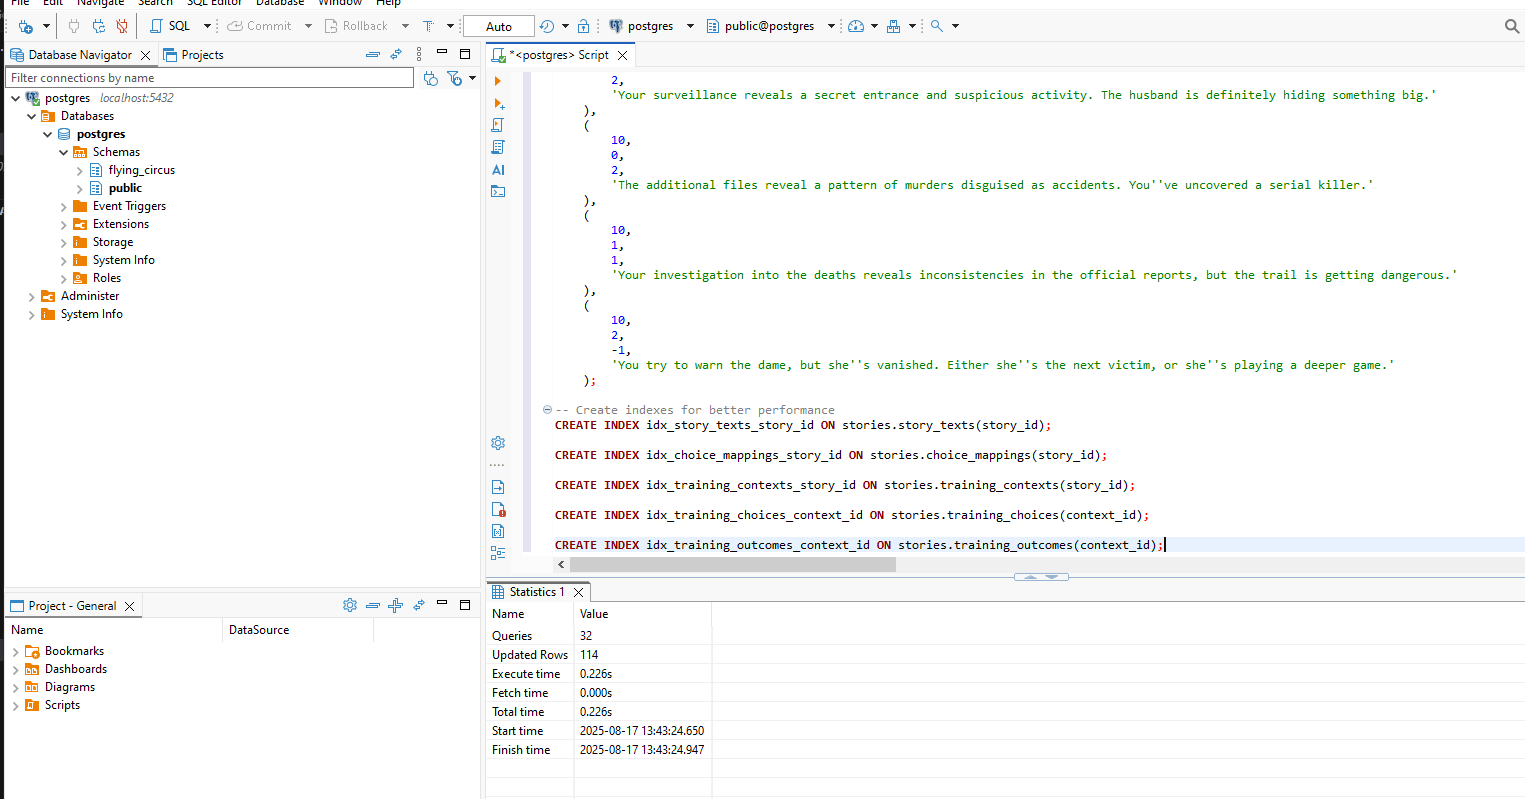 File Edit Navigate Search SQL Editor Database Window Help
SQL Commit Rollback T Auto postgres public@postgres
Database Navigator Projects
Filter connections by name
postgres localhost:5432
Databases
postgres
Schemas
flying_circus
public
Event Triggers
Extensions
Storage
System Info
Roles
Administer
System Info
Project - General
Name DataSource
Bookmarks
Dashboards
Diagrams
Scripts
*<postgres> Script
AI
2,
'Your surveillance reveals a secret entrance and suspicious activity. The husband is definitely hiding something big.'
),
(
10,
0,
2,
'The additional files reveal a pattern of murders disguised as accidents. You''ve uncovered a serial killer.'
),
(
10,
1,
1,
'Your investigation into the deaths reveals inconsistencies in the official reports, but the trail is getting dangerous.'
),
(
10,
2,
-1,
'You try to warn the dame, but she''s vanished. Either she''s the next victim, or she''s playing a deeper game.'
);
-- Create indexes for better performance
CREATE INDEX idx_story_texts_story_id ON stories.story_texts(story_id);
CREATE INDEX idx_choice_mappings_story_id ON stories.choice_mappings(story_id);
CREATE INDEX idx_training_contexts_story_id ON stories.training_contexts(story_id);
CREATE INDEX idx_training_choices_context_id ON stories.training_choices(context_id);
CREATE INDEX idx_training_outcomes_context_id ON stories.training_outcomes(context_id);
Statistics 1
Name Value
Queries 32
Updated Rows 114
Execute time 0.226s
Fetch time 0.000s
Total time 0.226s
Start time 2025-08-17 13:43:24.650
Finish time 2025-08-17 13:43:24.947